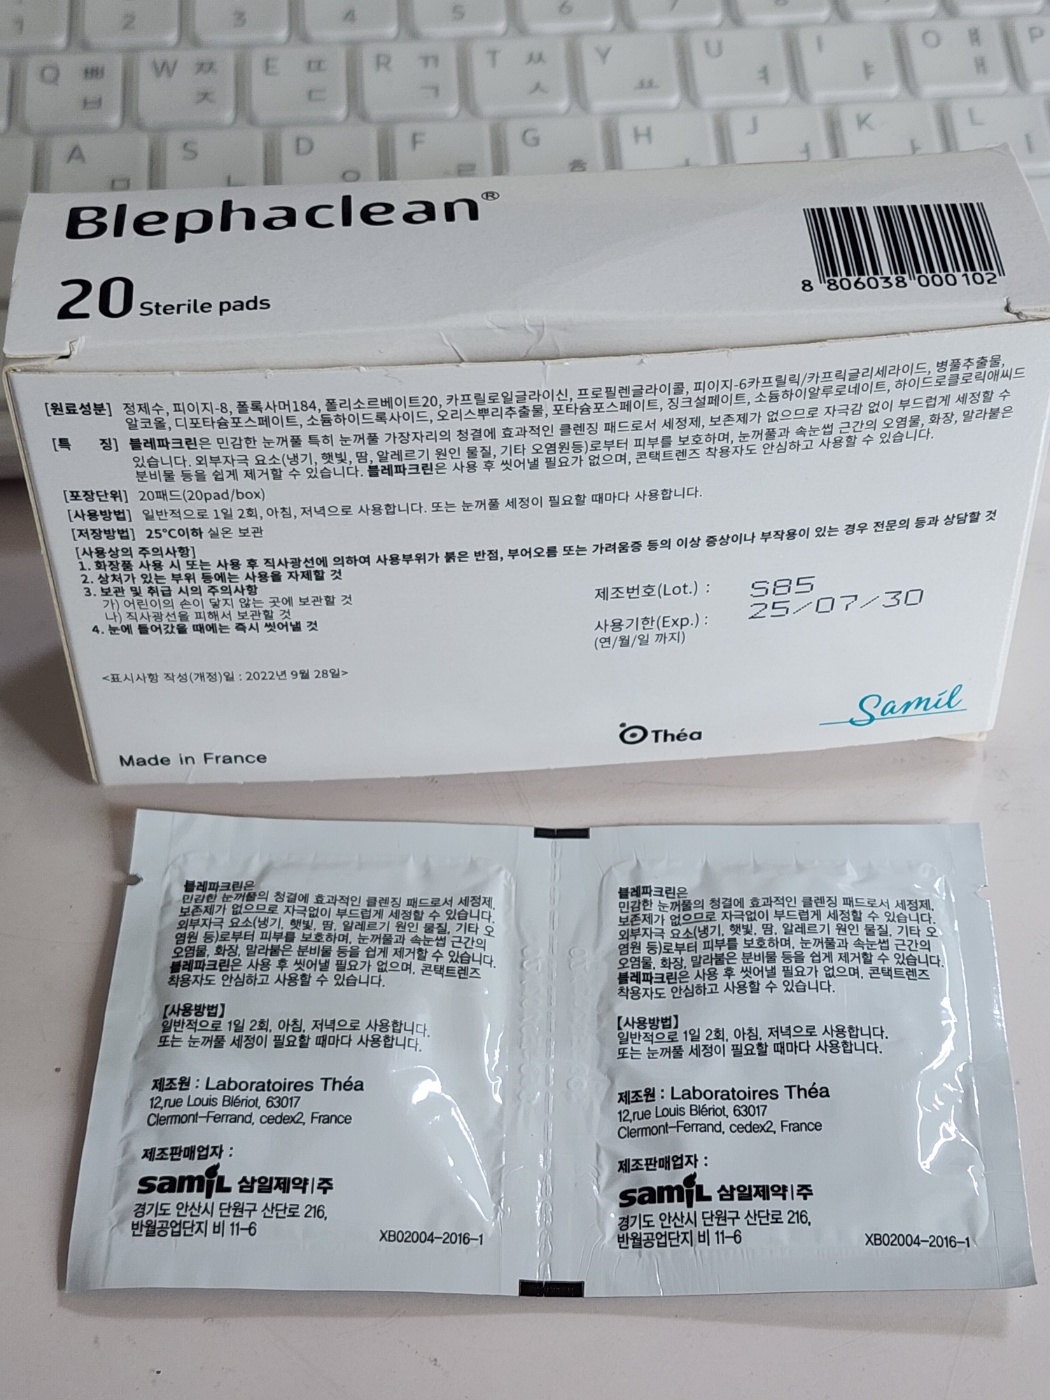 3
4
5
6
7
8
Q ㅃ ㅂ
W ㅉ ㅈ
E ㄸ ㄷ
R ㄲ ㄱ
T ㅆ ㅅ
Y ㅛ
U ㅕ
I ㅑ
O ㅒ ㅐ
P
A ㅁ
S ㄴ
D ㅇ
F ㄹ
G ㅎ
H
J ㅓ
K ㅏ
L ㅣ
Blephaclean®
20 Sterile pads
8 806038 000102
[원료성분] 정제수, 피이지-8, 폴록사머184, 폴리소르베이트20, 카프릴로일글라이신, 프로필렌글라이콜, 피이지-6카프릴릭/카프릭글리세라이드, 병풀추출물,
알코올, 디포타슘포스페이트, 소듐하이드록사이드, 오리스뿌리추출물, 포타슘포스페이트, 징크설페이트, 소듐하이알루로네이트, 하이드로클로릭애씨드
[특 징] 블레파크린은 민감한 눈꺼풀 특히 눈꺼풀 가장자리의 청결에 효과적인 클렌징 패드로서 세정제, 보존제가 없으므로 자극감 없이 부드럽게 세정할 수
있습니다. 외부자극 요소(냉기, 햇빛, 땀, 알레르기 원인 물질, 기타 오염원등)로부터 피부를 보호하며, 눈꺼풀과 속눈썹 근간의 오염물, 화장, 말라붙은
분비물 등을 쉽게 제거할 수 있습니다. 블레파크린은 사용 후 씻어낼 필요가 없으며, 콘택트렌즈 착용자도 안심하고 사용할 수 있습니다.
[포장단위] 20패드(20pad/box)
[사용방법] 일반적으로 1일 2회, 아침, 저녁으로 사용합니다. 또는 눈꺼풀 세정이 필요할 때마다 사용합니다.
[저장방법] 25℃이하 실온 보관
[사용상의 주의사항]
1. 화장품 사용 시 또는 사용 후 직사광선에 의하여 사용부위가 붉은 반점, 부어오름 또는 가려움증 등의 이상 증상이나 부작용이 있는 경우 전문의 등과 상담할 것
2. 상처가 있는 부위 등에는 사용을 자제할 것
3. 보관 및 취급 시의 주의사항
가) 어린이의 손이 닿지 않는 곳에 보관할 것
나) 직사광선을 피해서 보관할 것
4. 눈에 들어갔을 때에는 즉시 씻어낼 것
제조번호(Lot.) : S85
사용기한(Exp.) : 25/07/30
(연/월/일 까지)
<표시사항 작성(개정)일 : 2022년 9월 28일>
Made in France
Théa
Samil
블레파크린은
민감한 눈꺼풀의 청결에 효과적인 클렌징 패드로서 세정제,
보존제가 없으므로 자극없이 부드럽게 세정할 수 있습니다.
외부자극 요소(냉기, 햇빛, 땀, 알레르기 원인 물질, 기타 오
염원 등)로부터 피부를 보호하며, 눈꺼풀과 속눈썹 근간의
오염물, 화장, 말라붙은 분비물 등을 쉽게 제거할 수 있습니다.
블레파크린은 사용 후 씻어낼 필요가 없으며, 콘택트렌즈
착용자도 안심하고 사용할 수 있습니다.
[사용방법]
일반적으로 1일 2회, 아침, 저녁으로 사용합니다.
또는 눈꺼풀 세정이 필요할 때마다 사용합니다.
제조원 : Laboratoires Théa
12,rue Louis Blériot, 63017
Clermont-Ferrand, cedex2, France
제조판매업자 :
samil 삼일제약|주
경기도 안산시 단원구 산단로 216,
반월공업단지 비 11-6
XB02004-2016-1
블레파크린은
민감한 눈꺼풀의 청결에 효과적인 클렌징 패드로서 세정제,
보존제가 없으므로 자극없이 부드럽게 세정할 수 있습니다.
외부자극 요소(냉기, 햇빛, 땀, 알레르기 원인 물질, 기타 오
염원 등)로부터 피부를 보호하며, 눈꺼풀과 속눈썹 근간의
오염물, 화장, 말라붙은 분비물 등을 쉽게 제거할 수 있습니다.
블레파크린은 사용 후 씻어낼 필요가 없으며, 콘택트렌즈
착용자도 안심하고 사용할 수 있습니다.
[사용방법]
일반적으로 1일 2회, 아침, 저녁으로 사용합니다.
또는 눈꺼풀 세정이 필요할 때마다 사용합니다.
제조원 : Laboratoires Théa
12,rue Louis Blériot, 63017
Clermont-Ferrand, cedex2, France
제조판매업자 :
samil 삼일제약|주
경기도 안산시 단원구 산단로 216,
반월공업단지 비 11-6
XB02004-2016-1